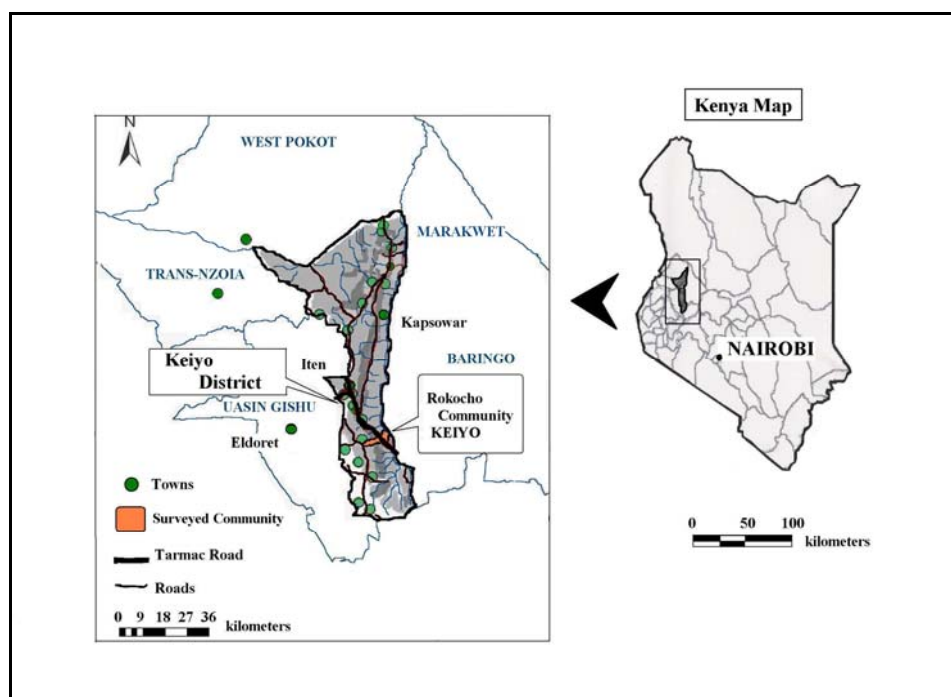 Kenya Map
N
WEST POKOT
MARAKWET
TRANS-NZOIA
Kapsowar
NAIROBI
Keiyo
District
Iten
BARINGO
Rokocho
Community
KEIYO
UASIN GISHU
Eldoret
Towns
Surveyed Community
Tarmac Road
Roads
0 9 18 27 36
kilometers
0 50 100
kilometers